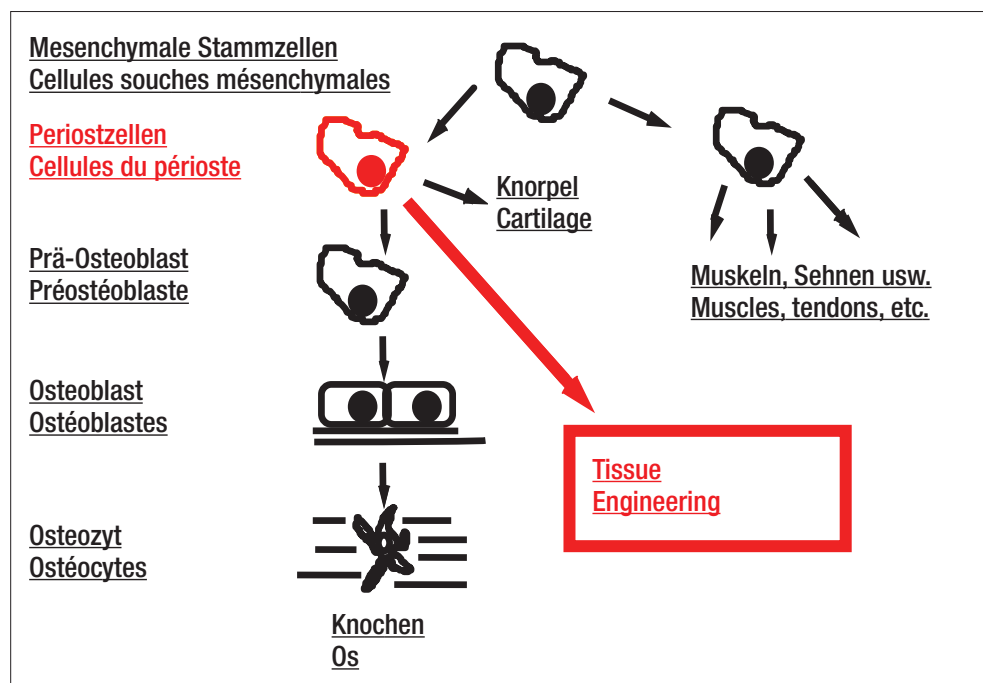 Mesenchymale Stammzellen
Cellules souches mésenchymales
Periostzellen
Cellules du périoste
Knorpel
Cartilage
Prä-Osteoblast
Préostéoblaste
Muskeln, Sehnen usw.
Muscles, tendons, etc.
Osteoblast
Ostéoblastes
Tissue
Engineering
Osteozyt
Ostéocytes
Knochen
Os